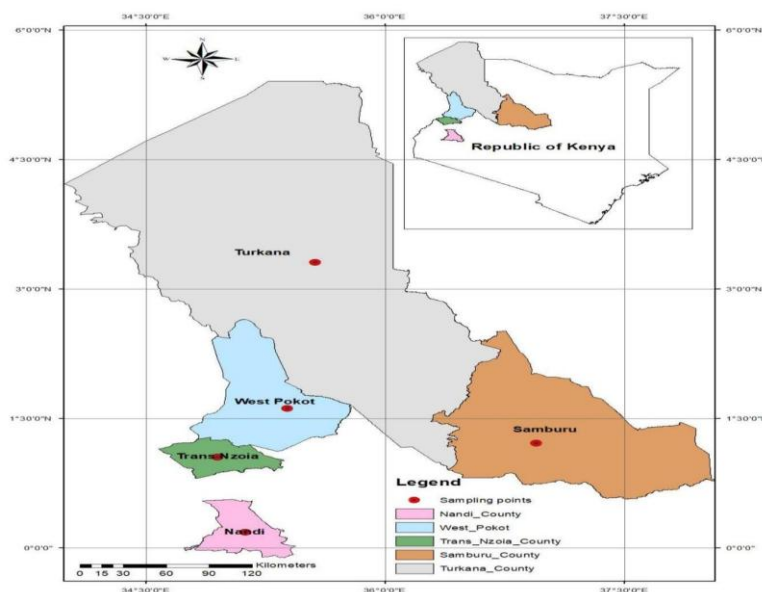 34°30'0"E 36°0'0"E 37°30'0"E
6°0'0"N
6°0'0"N
N
W E
S
Republic of Kenya
4°30'0"N
4°30'0"N
Turkana
3°0'0"N
3°0'0"N
West Pokot
1°30'0"N
1°30'0"N
Samburu
Trans Nzoia
Legend
Sampling points
Nandi_County
West_Pokot
Trans_Nzoia_County
Samburu_County
Turkana_County
Nandi
0°0'0"
0°0'0"
Kilometers
0 15 30 60 90 120
34°30'0"E 36°0'0"E 37°30'0"E